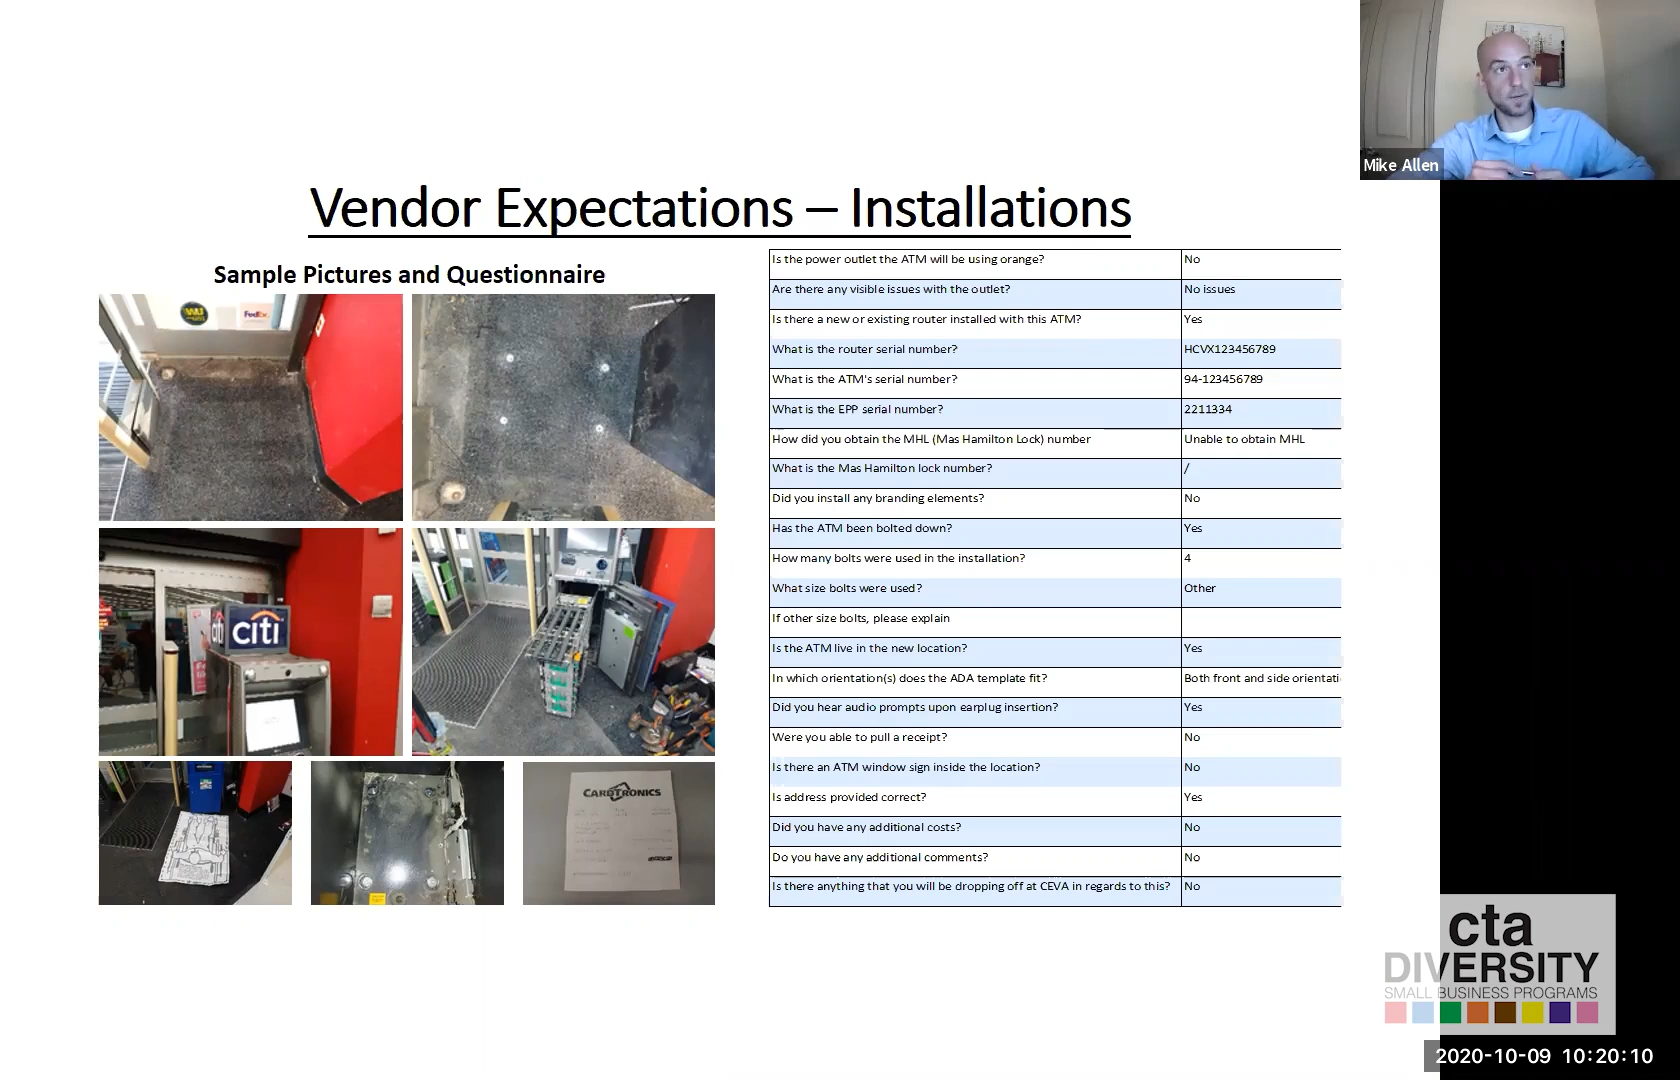 Mike Allen
Vendor Expectations – Installations
Sample Pictures and Questionnaire
WU
FedEx
citi
citi
CARDTRONICS
Is the power outlet the ATM will be using orange? No
Are there any visible issues with the outlet? No issues
Is there a new or existing router installed with this ATM? Yes
What is the router serial number? HCVX123456789
What is the ATM's serial number? 94-123456789
What is the EPP serial number? 2211334
How did you obtain the MHL (Mas Hamilton Lock) number Unable to obtain MHL
What is the Mas Hamilton lock number? /
Did you install any branding elements? No
Has the ATM been bolted down? Yes
How many bolts were used in the installation? 4
What size bolts were used? Other
If other size bolts, please explain
Is the ATM live in the new location? Yes
In which orientation(s) does the ADA template fit? Both front and side orientati
Did you hear audio prompts upon earplug insertion? Yes
Were you able to pull a receipt? No
Is there an ATM window sign inside the location? No
Is address provided correct? Yes
Did you have any additional costs? No
Do you have any additional comments? No
Is there anything that you will be dropping off at CEVA in regards to this? No
cta
DIVERSITY
SMALL BUSINESS PROGRAMS
2020-10-09 10:20:10